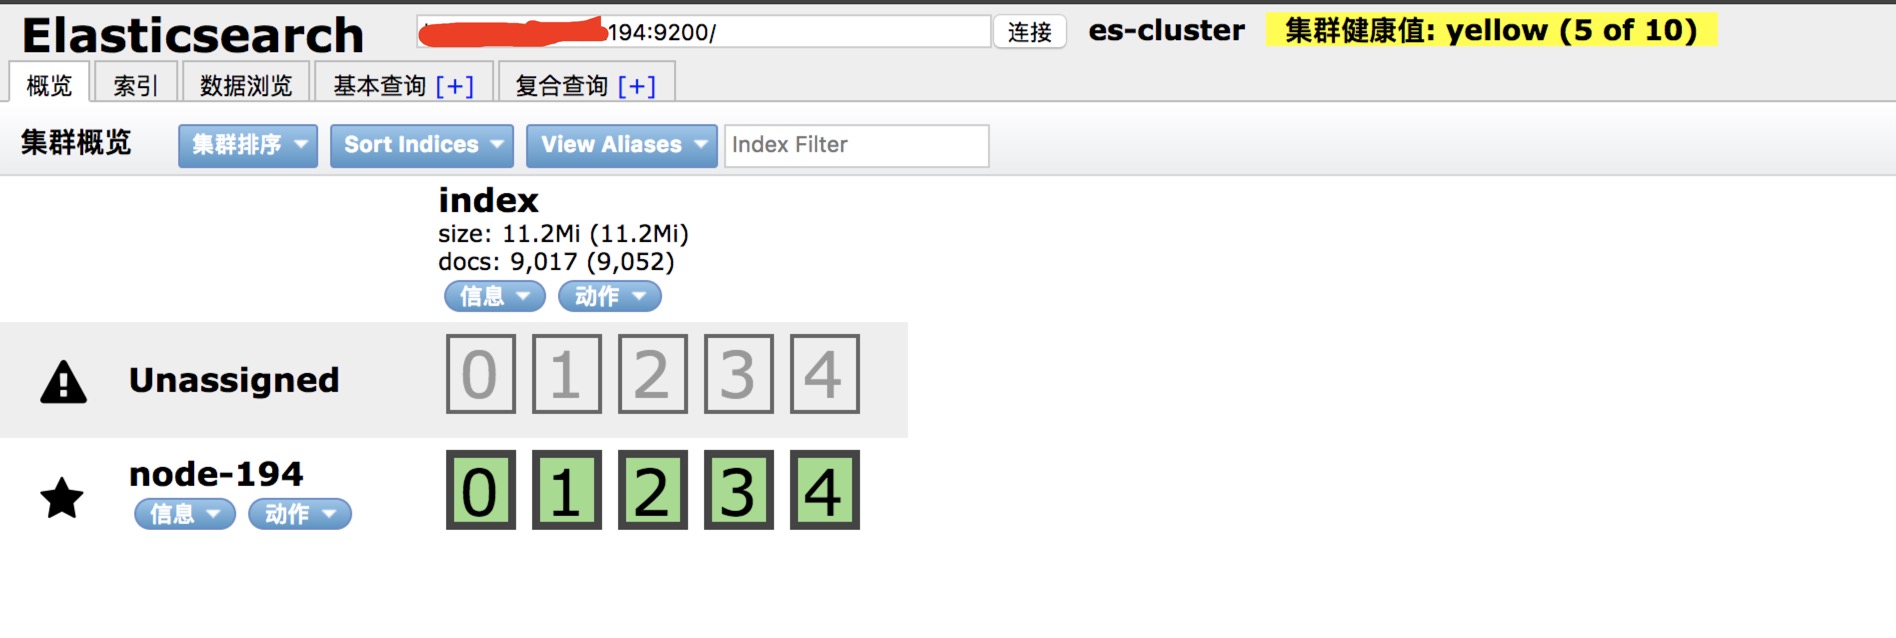 Elasticsearch 194:9200/ 连接 es-cluster 集群健康值: yellow (5 of 10)
概览 索引 数据浏览 基本查询 [+] 复合查询 [+]
集群概览 集群排序 Sort Indices View Aliases Index Filter
index
size: 11.2Mi (11.2Mi)
docs: 9,017 (9,052)
信息 动作
Unassigned 0 1 2 3 4
node-194 0 1 2 3 4
信息 动作